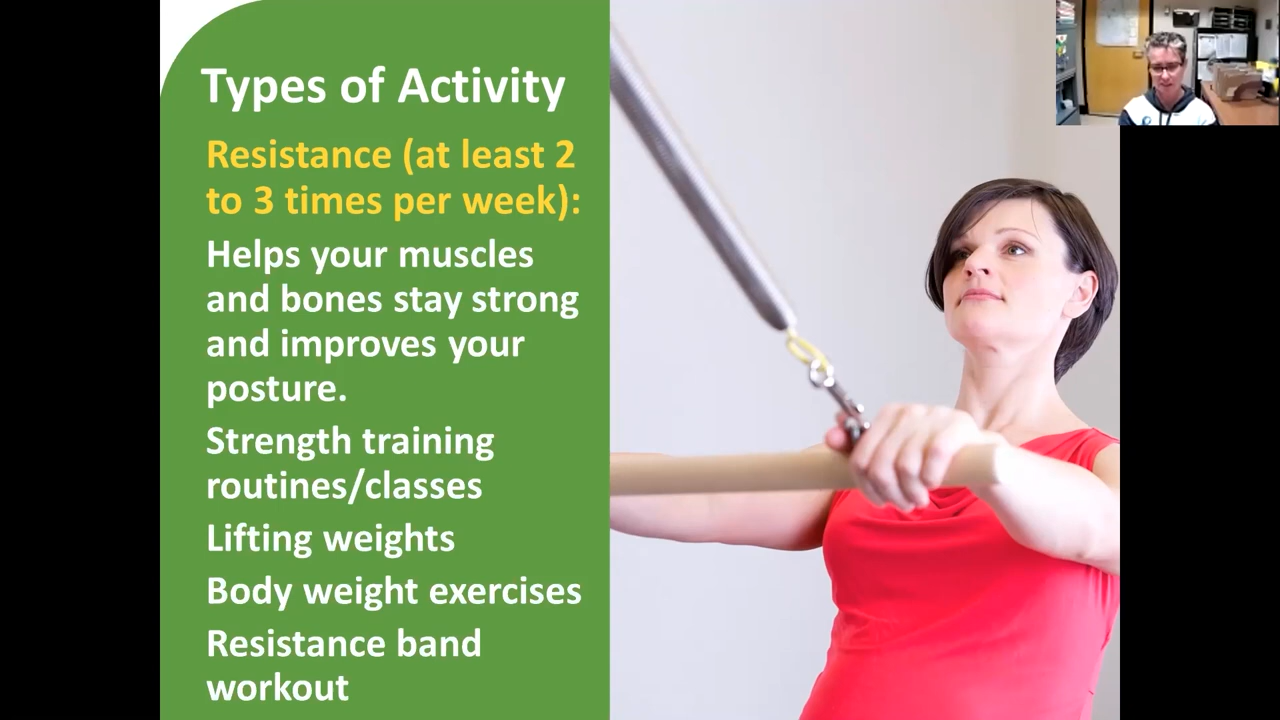 Types of Activity
Resistance (at least 2
to 3 times per week):
Helps your muscles
and bones stay strong
and improves your
posture.
Strength training
routines/classes
Lifting weights
Body weight exercises
Resistance band
workout